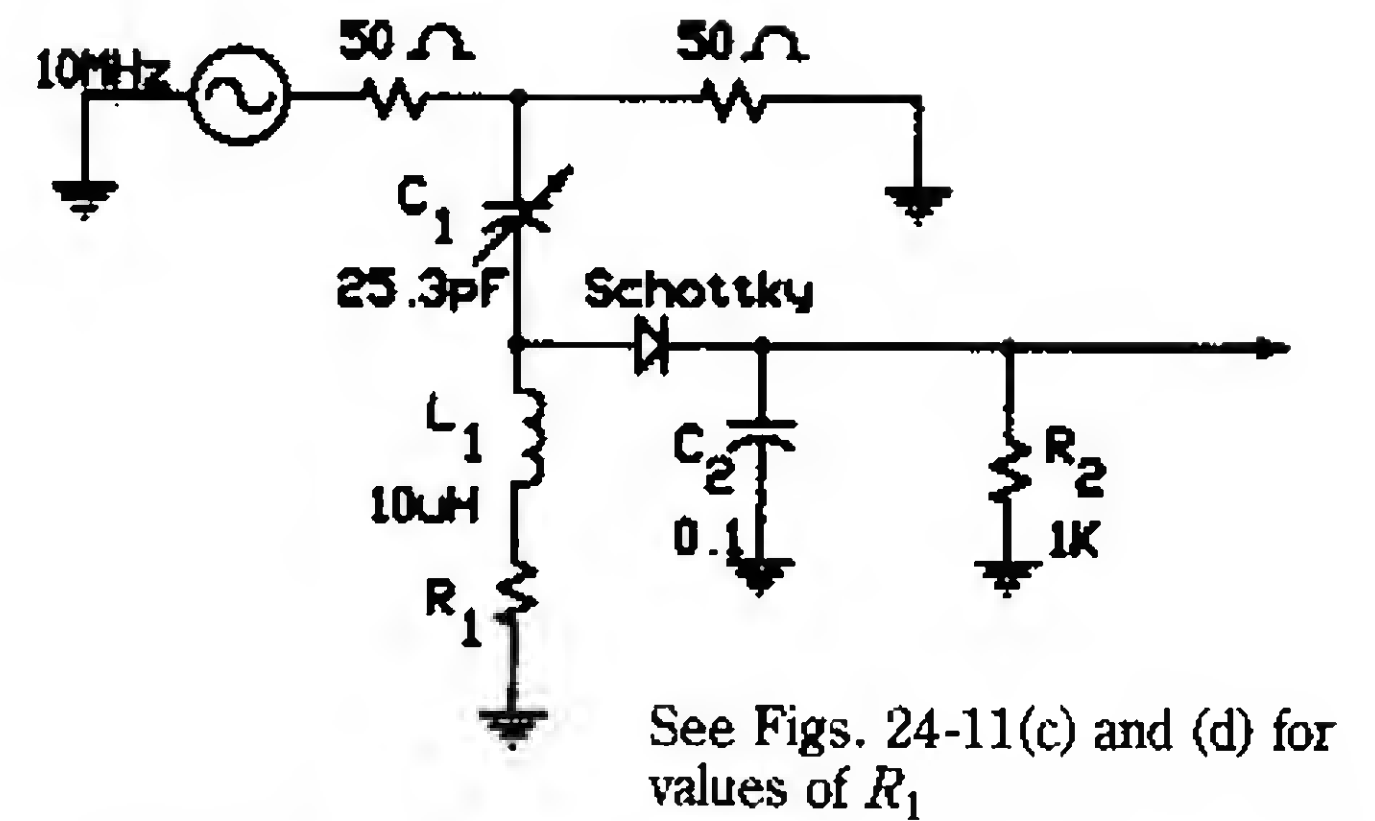 50 Ω
50 Ω
10MHz
C1
25.3pF
Schottky
L1
10uH
C2
0.1
R2
1K
R1
See Figs. 24-11(c) and (d) for
values of R1